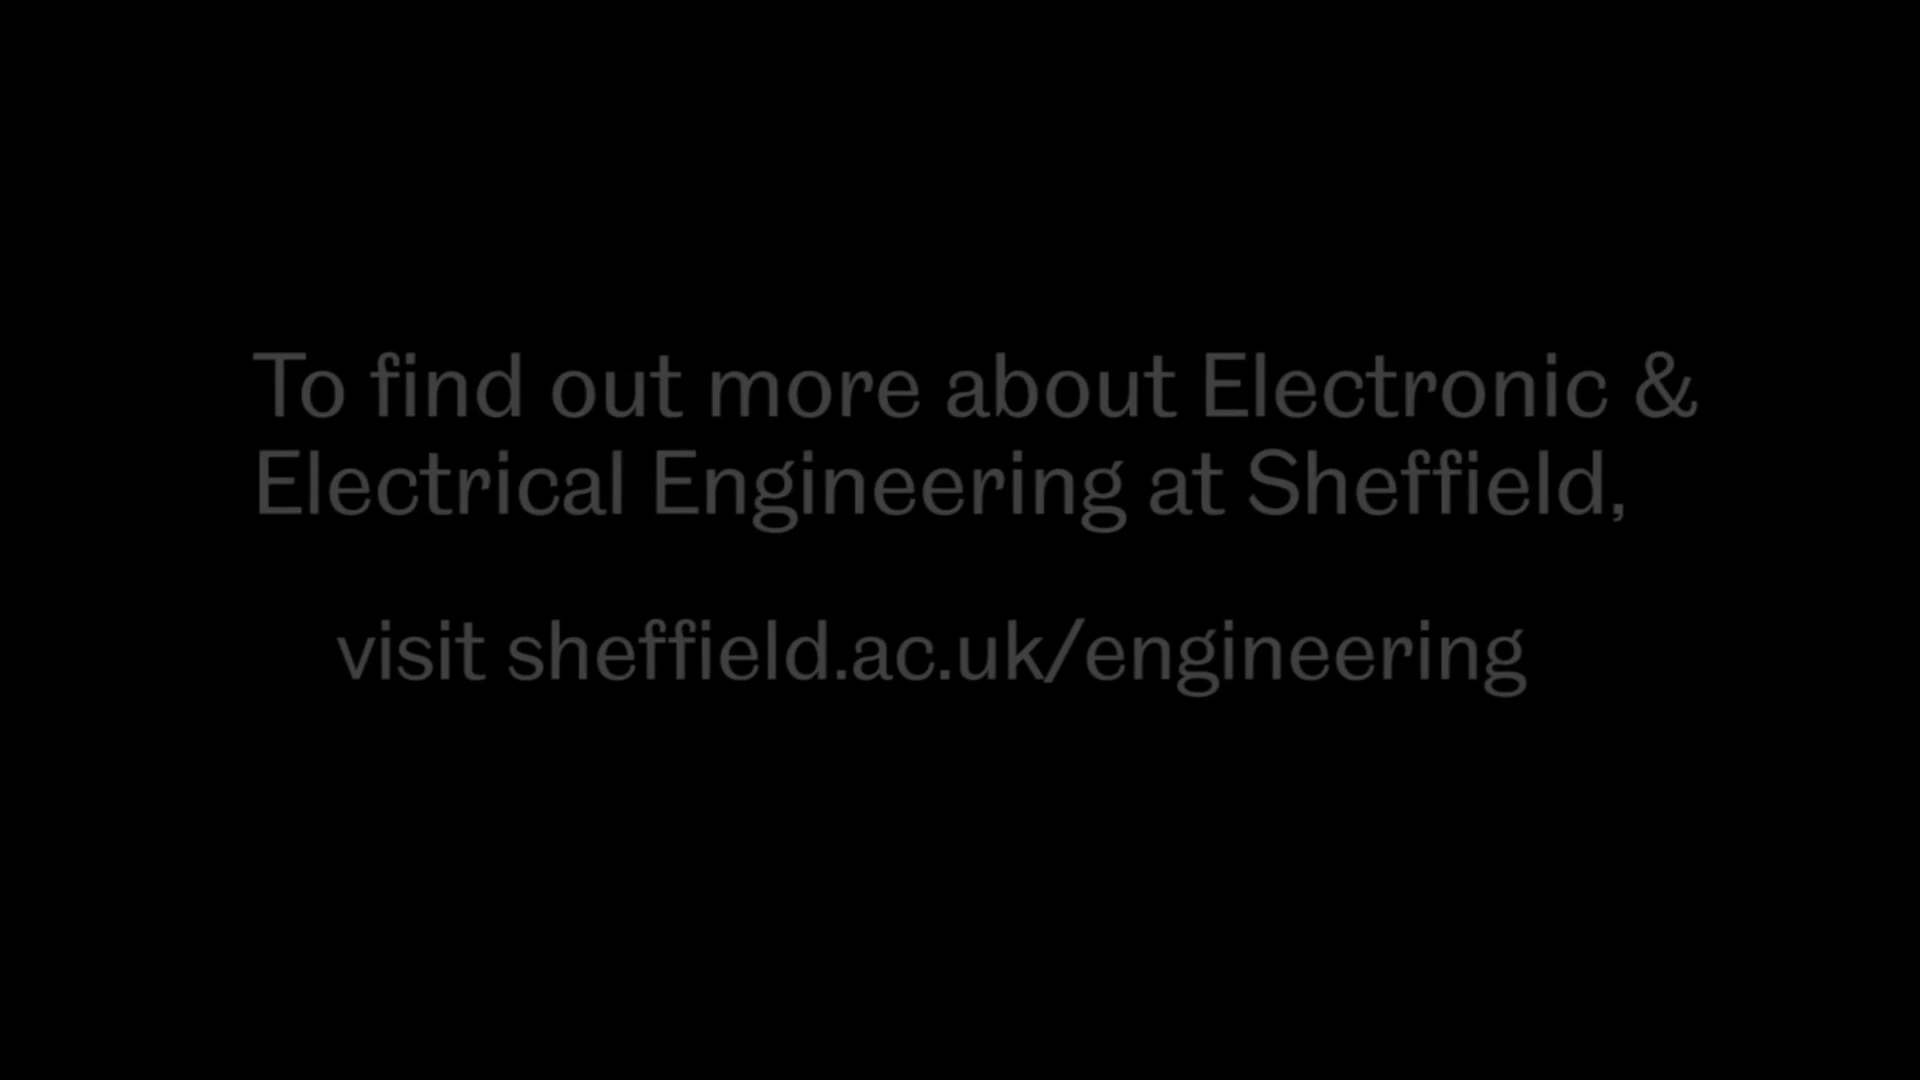 To find out more about Electronic &
Electrical Engineering at Sheffield,
visit sheffield.ac.uk/engineering